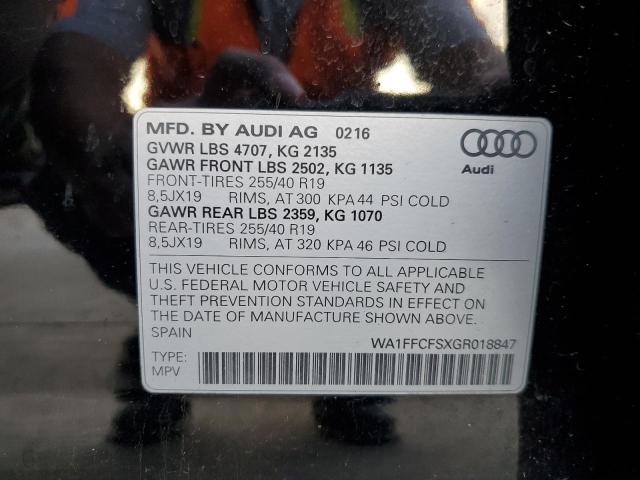 MFD. BY AUDI AG 0216
GVWR LBS 4707, KG 2135
GAWR FRONT LBS 2502, KG 1135
FRONT-TIRES 255/40 R19
8,5JX19 RIMS, AT 300 KPA 44 PSI COLD
GAWR REAR LBS 2359, KG 1070
REAR-TIRES 255/40 R19
8,5JX19 RIMS, AT 320 KPA 46 PSI COLD
Audi
THIS VEHICLE CONFORMS TO ALL APPLICABLE
U.S. FEDERAL MOTOR VEHICLE SAFETY AND
THEFT PREVENTION STANDARDS IN EFFECT ON
THE DATE OF MANUFACTURE SHOWN ABOVE.
SPAIN
WA1FFCFSXGR018847
TYPE:
MPV